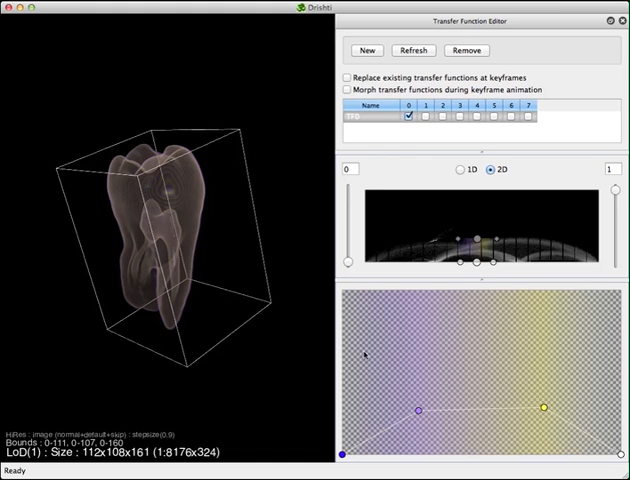 Drishti
Transfer Function Editor
New Refresh Remove
Replace existing transfer functions at keyframes
Morph transfer functions during keyframe animation
Name 0 1 2 3 4 5 6 7
TF0
0 1D 2D 1
HiRes : image (normal+default+skip) : stepsize(0.9)
Bounds : 0-111, 0-107, 0-160
LoD(1) : Size : 112x108x161 (1:8176x324)
Ready